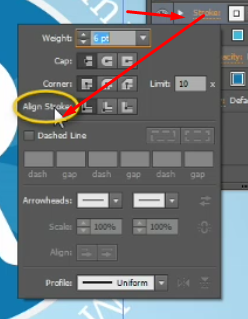 Stroke:
Weight: 6 pt
Cap:
Corner: Limit: 10 x
Align Stroke:
Dashed Line
dash gap dash gap dash gap
Arrowheads:
Scale: 100% 100%
Align:
Profile: Uniform